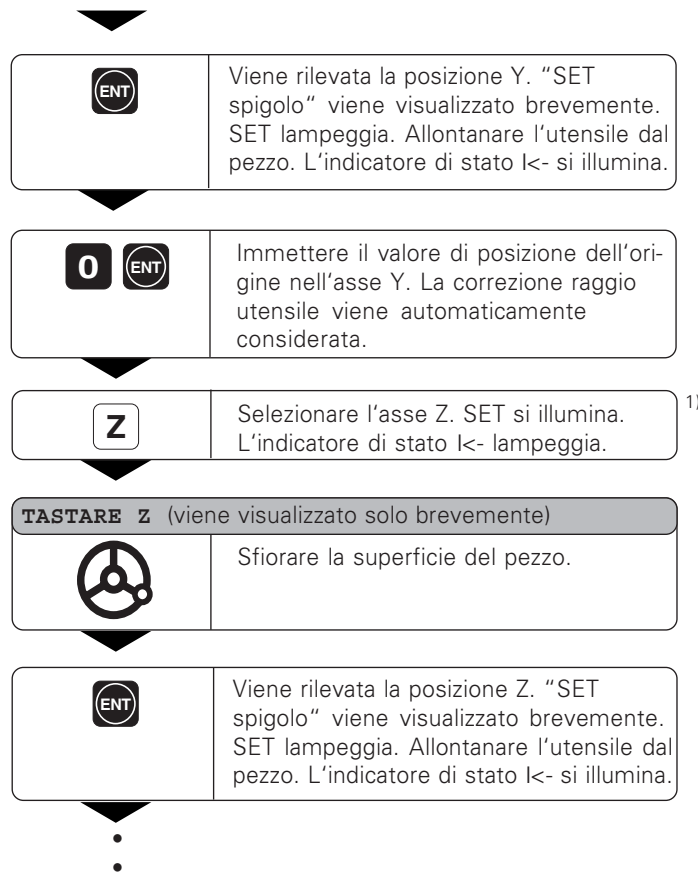 ENT
Viene rilevata la posizione Y. “SET
spigolo“ viene visualizzato brevemente.
SET lampeggia. Allontanare l’utensile dal
pezzo. L’indicatore di stato I<- si illumina.
0 ENT
Immettere il valore di posizione dell’ori-
gine nell’asse Y. La correzione raggio
utensile viene automaticamente
considerata.
Z
Selezionare l’asse Z. SET si illumina.
L’indicatore di stato I<- lampeggia.
1)
TASTARE Z (viene visualizzato solo brevemente)
Sfiorare la superficie del pezzo.
ENT
Viene rilevata la posizione Z. “SET
spigolo“ viene visualizzato brevemente.
SET lampeggia. Allontanare l’utensile dal
pezzo. L’indicatore di stato I<- si illumina.